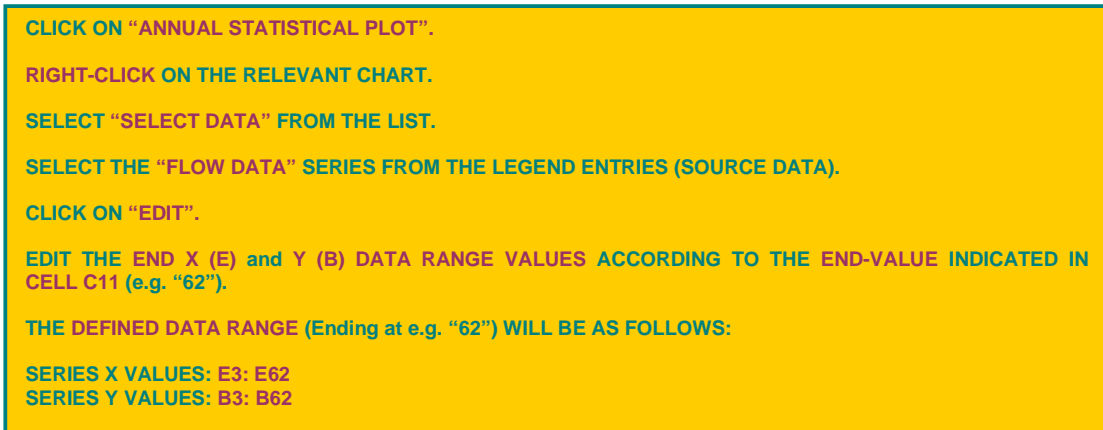 CLICK ON “ANNUAL STATISTICAL PLOT”.
RIGHT-CLICK ON THE RELEVANT CHART.
SELECT “SELECT DATA” FROM THE LIST.
SELECT THE “FLOW DATA” SERIES FROM THE LEGEND ENTRIES (SOURCE DATA).
CLICK ON “EDIT”.
EDIT THE END X (E) and Y (B) DATA RANGE VALUES ACCORDING TO THE END-VALUE INDICATED IN
CELL C11 (e.g. “62”).
THE DEFINED DATA RANGE (Ending at e.g. “62”) WILL BE AS FOLLOWS:
SERIES X VALUES: E3: E62
SERIES Y VALUES: B3: B62